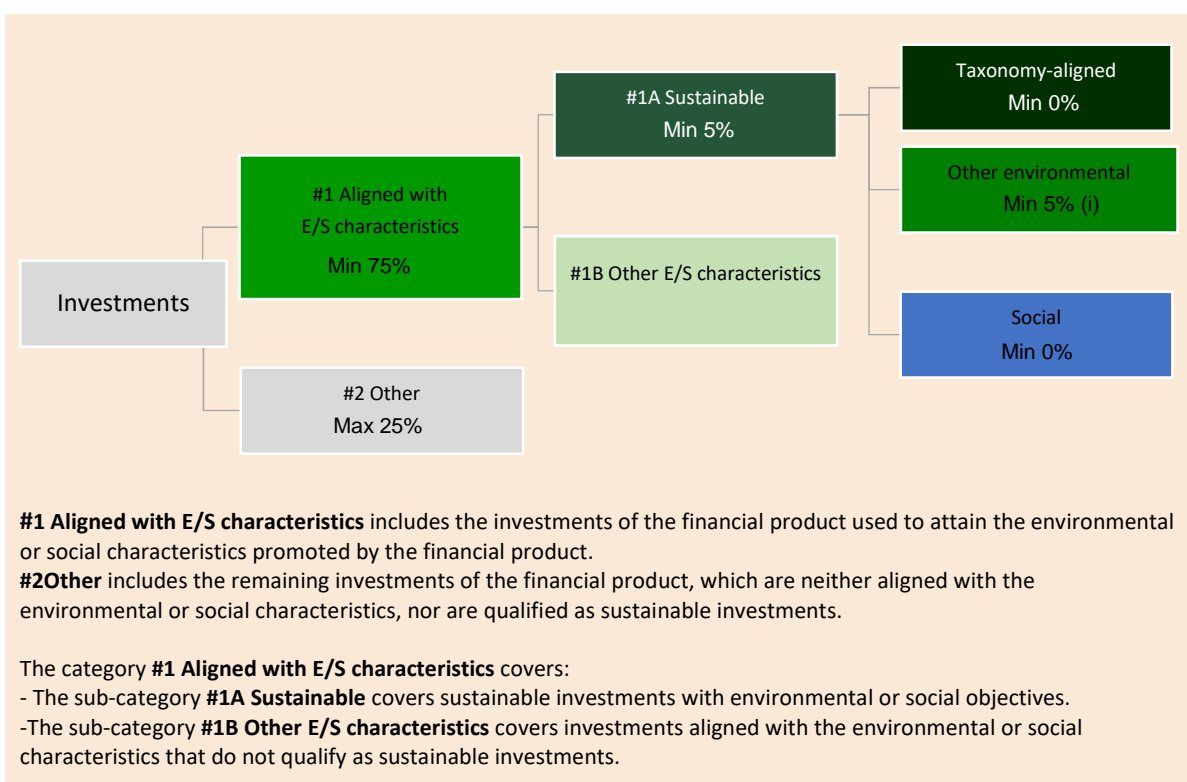 Investments
#1 Aligned with
E/S characteristics
Min 75%
#2 Other
Max 25%
#1A Sustainable
Min 5%
#1B Other E/S characteristics
Taxonomy-aligned
Min 0%
Other environmental
Min 5% (i)
Social
Min 0%
#1 Aligned with E/S characteristics includes the investments of the financial product used to attain the environmental
or social characteristics promoted by the financial product.
#2Other includes the remaining investments of the financial product, which are neither aligned with the
environmental or social characteristics, nor are qualified as sustainable investments.
The category #1 Aligned with E/S characteristics covers:
- The sub-category #1A Sustainable covers sustainable investments with environmental or social objectives.
-The sub-category #1B Other E/S characteristics covers investments aligned with the environmental or social
characteristics that do not qualify as sustainable investments.